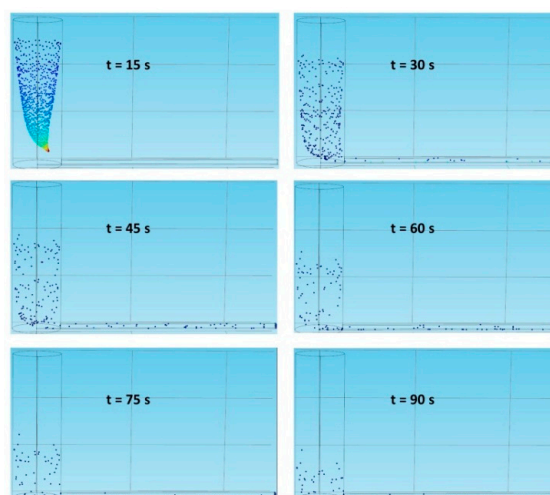 t = 15 s
t = 30 s
t = 45 s
t = 60 s
t = 75 s
t = 90 s